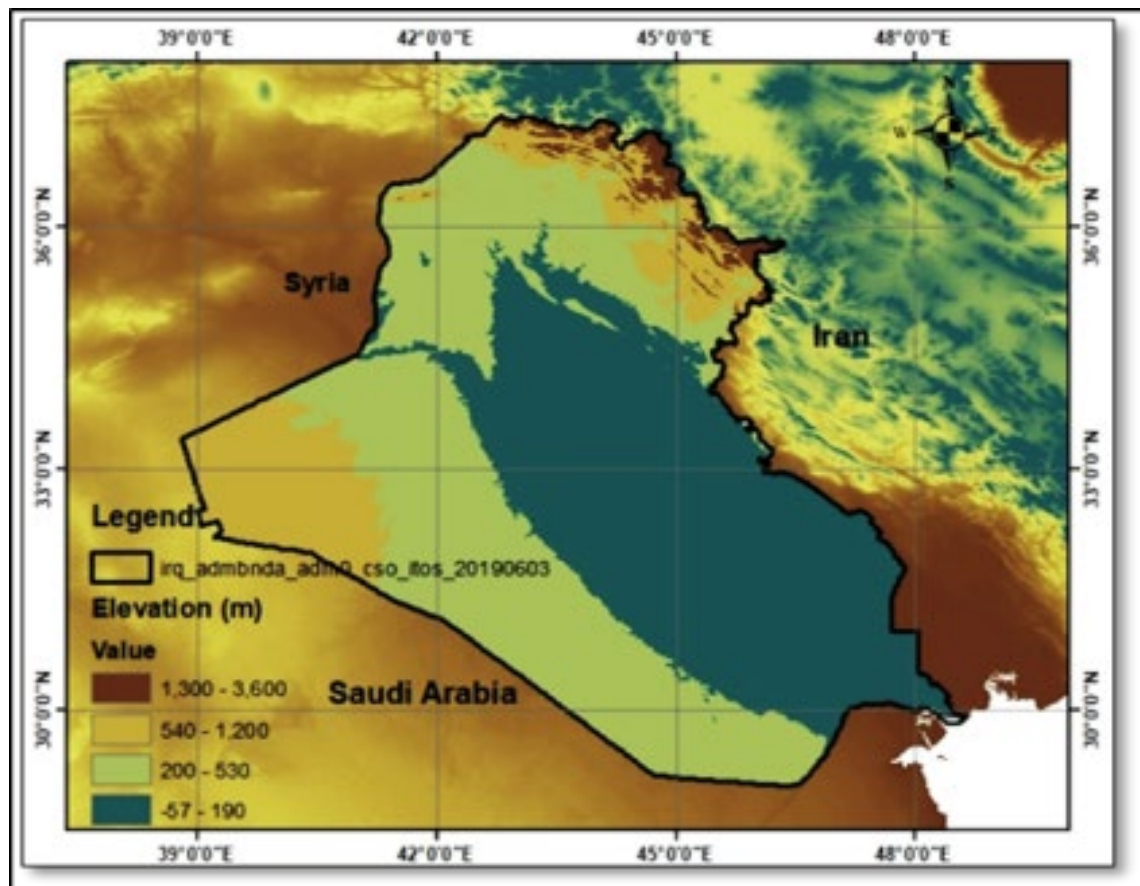 39°0'0"E 42°0'0"E 45°0'0"E 48°0'0"E
N
W
S
36°0'0"N 36°0'0"N
Syria
Iran
33°0'0"N 33°0'0"N
Legend
irq_admbnda_adm0_cso_itos_20190603
Elevation (m)
Value
1,300 - 3,600
Saudi Arabia
30°0'0"N 30°0'0"N
540 - 1,200
200 - 530
-57 - 190
39°0'0"E 42°0'0"E 45°0'0"E 48°0'0"E